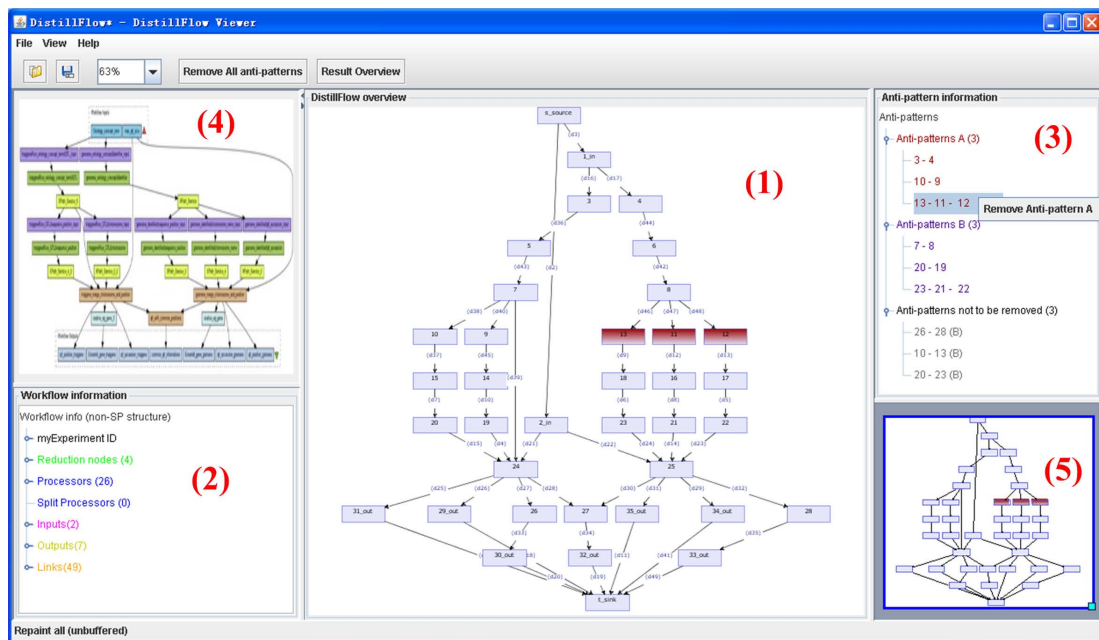 DistillFlow* - DistillFlow Viewer
File View Help
63%
Remove All anti-patterns
Result Overview
(4)
Workflow information
Workflow info (non-SP structure)
myExperiment ID
Reduction nodes (4)
Processors (26)
Split Processors (0)
Inputs(2)
Outputs(7)
Links(49)
(2)
DistillFlow overview
(1)
s_source
(d3)
1_in
(d16) (d17)
3 4
(d36) (d44)
5 (d2) 6
(d43) (d42)
7 8
(d38) (d40) (d46) (d47) (d48)
10 9 13 11 12
(d37) (d45) (d9) (d12) (d13)
(d39)
15 14 18 16 17
(d7) (d10) (d6) (d8) (d5)
20 19 2_in 23 21 22
(d15) (d4) (d21) (d22) (d24) (d14) (d23)
24 25
(d25) (d26) (d27) (d28) (d30) (d31) (d29) (d32)
31_out 29_out 26 27 35_out 34_out 28
(d33) (d34) (d35)
30_out 32_out (d11) (d41) 33_out
(d20) (d19) (d49)
t_sink
Anti-pattern information
Anti-patterns
Anti-patterns A (3)
3 - 4
10 - 9
13 - 11 - 12
Remove Anti-pattern A
Anti-patterns B (3)
7 - 8
20 - 19
23 - 21 - 22
Anti-patterns not to be removed (3)
26 - 28 (B)
10 - 13 (B)
20 - 23 (B)
(3)
(5)
Repaint all (unbuffered)